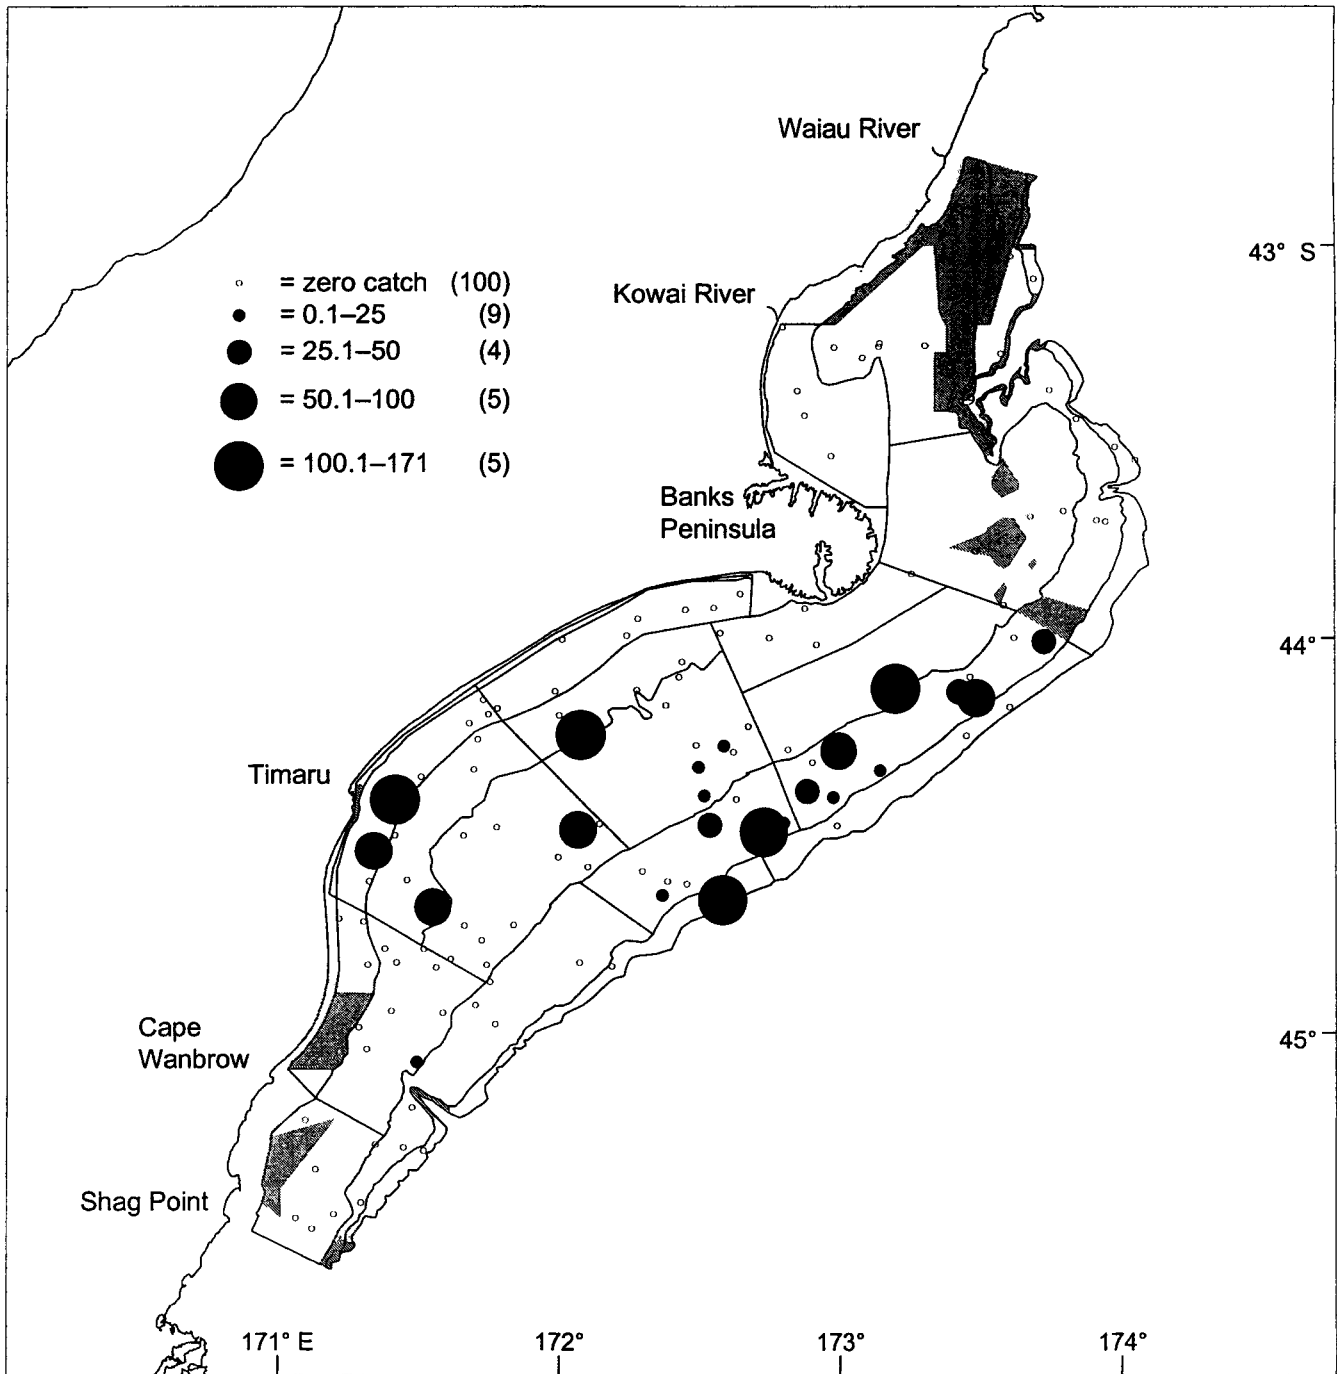 Waiau River
43° S
= zero catch (100)
Kowai River
= 0.1–25 (9)
= 25.1–50 (4)
= 50.1–100 (5)
= 100.1–171 (5)
Banks
Peninsula
44°
Timaru
Cape
Wanbrow
45°
Shag Point
171° E 172° 173° 174°